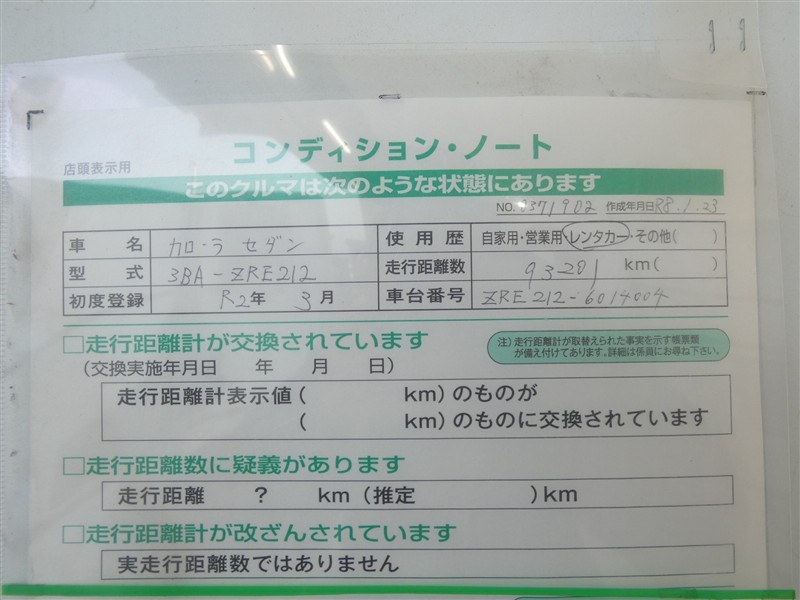 コンディション・ノート
店頭表示用
このクルマは次のような状態にあります
NO. 3371902 作成年月日 R8.1.23
車名 カローラ セダン 使用歴 自家用・営業用・レンタカー・その他( )
型式 3BA-ZRE212 走行距離数 93201 km( )
初度登録 R2年 3月 車台番号 ZRE212-6014004
□走行距離計が交換されています
注)走行距離計が取替えられた事実を示す帳票類
が備え付けてあります。詳細は係員にお尋ね下さい。
(交換実施年月日 年 月 日)
走行距離計表示値( km)のものが
( km)のものに交換されています
□走行距離数に疑義があります
走行距離 ? km(推定 )km
□走行距離計が改ざんされています
実走行距離数ではありません